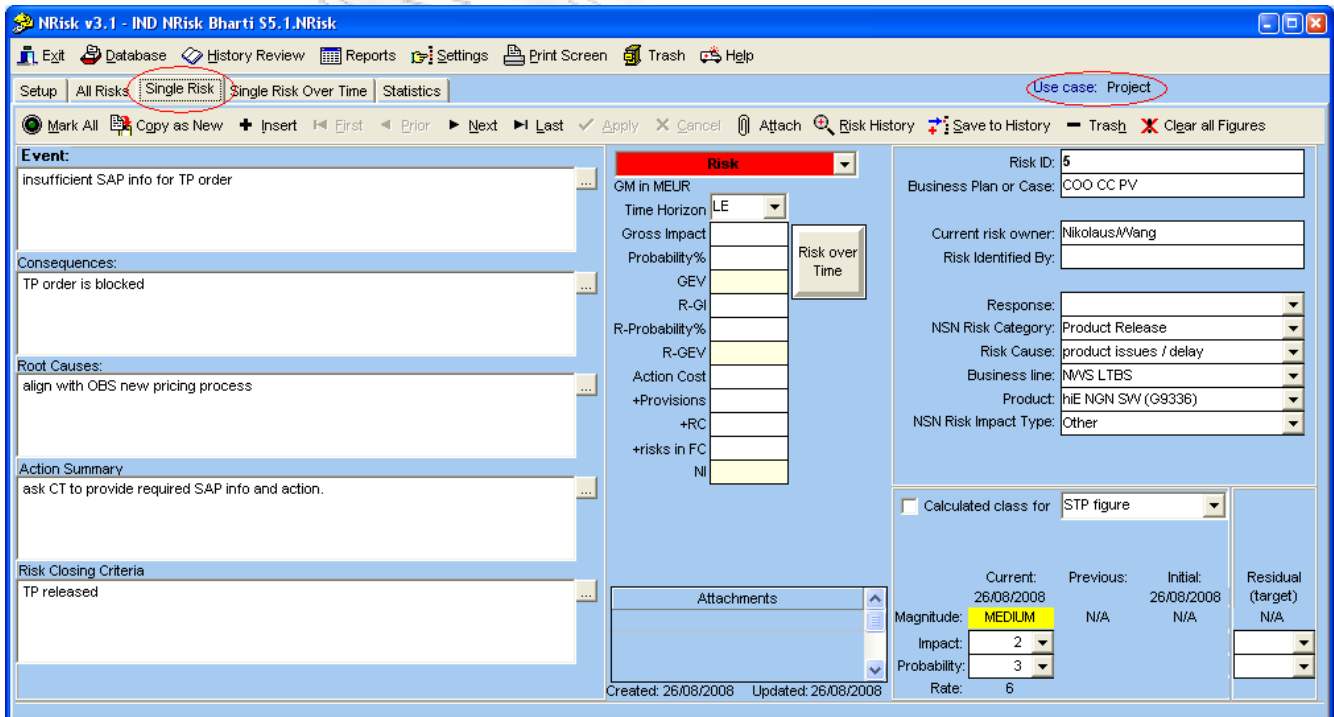 NRisk v3.1 - IND NRisk Bharti S5.1.NRisk
Exit Database History Review Reports Settings Print Screen Trash Help
Setup All Risks Single Risk Single Risk Over Time Statistics Use case: Project
Mark All Copy as New Insert First Prior Next Last Apply Cancel Attach Risk History Save to History Trash Clear all Figures
Event:
insufficient SAP info for TP order
...
Consequences:
TP order is blocked
...
Root Causes:
align with OBS new pricing process
...
Action Summary
ask CT to provide required SAP info and action.
...
Risk Closing Criteria
TP released
...
Risk
GM in MEUR
Time Horizon LE
Gross Impact
Probability%
GEV
R-GI
R-Probability%
R-GEV
Action Cost
+Provisions
+RC
+risks in FC
NI
Risk over
Time
Attachments
Created: 26/08/2008 Updated: 26/08/2008
Risk ID: 5
Business Plan or Case: COO CC PV
Current risk owner: Nikolaus/Wang
Risk Identified By:
Response:
NSN Risk Category: Product Release
Risk Cause: product issues / delay
Business line: NWS LTBS
Product: hiE NGN SW (G9336)
NSN Risk Impact Type: Other
Calculated class for STP figure
Current: Previous: Initial: Residual
26/08/2008 26/08/2008 (target)
Magnitude: MEDIUM N/A N/A N/A
Impact: 2
Probability: 3
Rate: 6